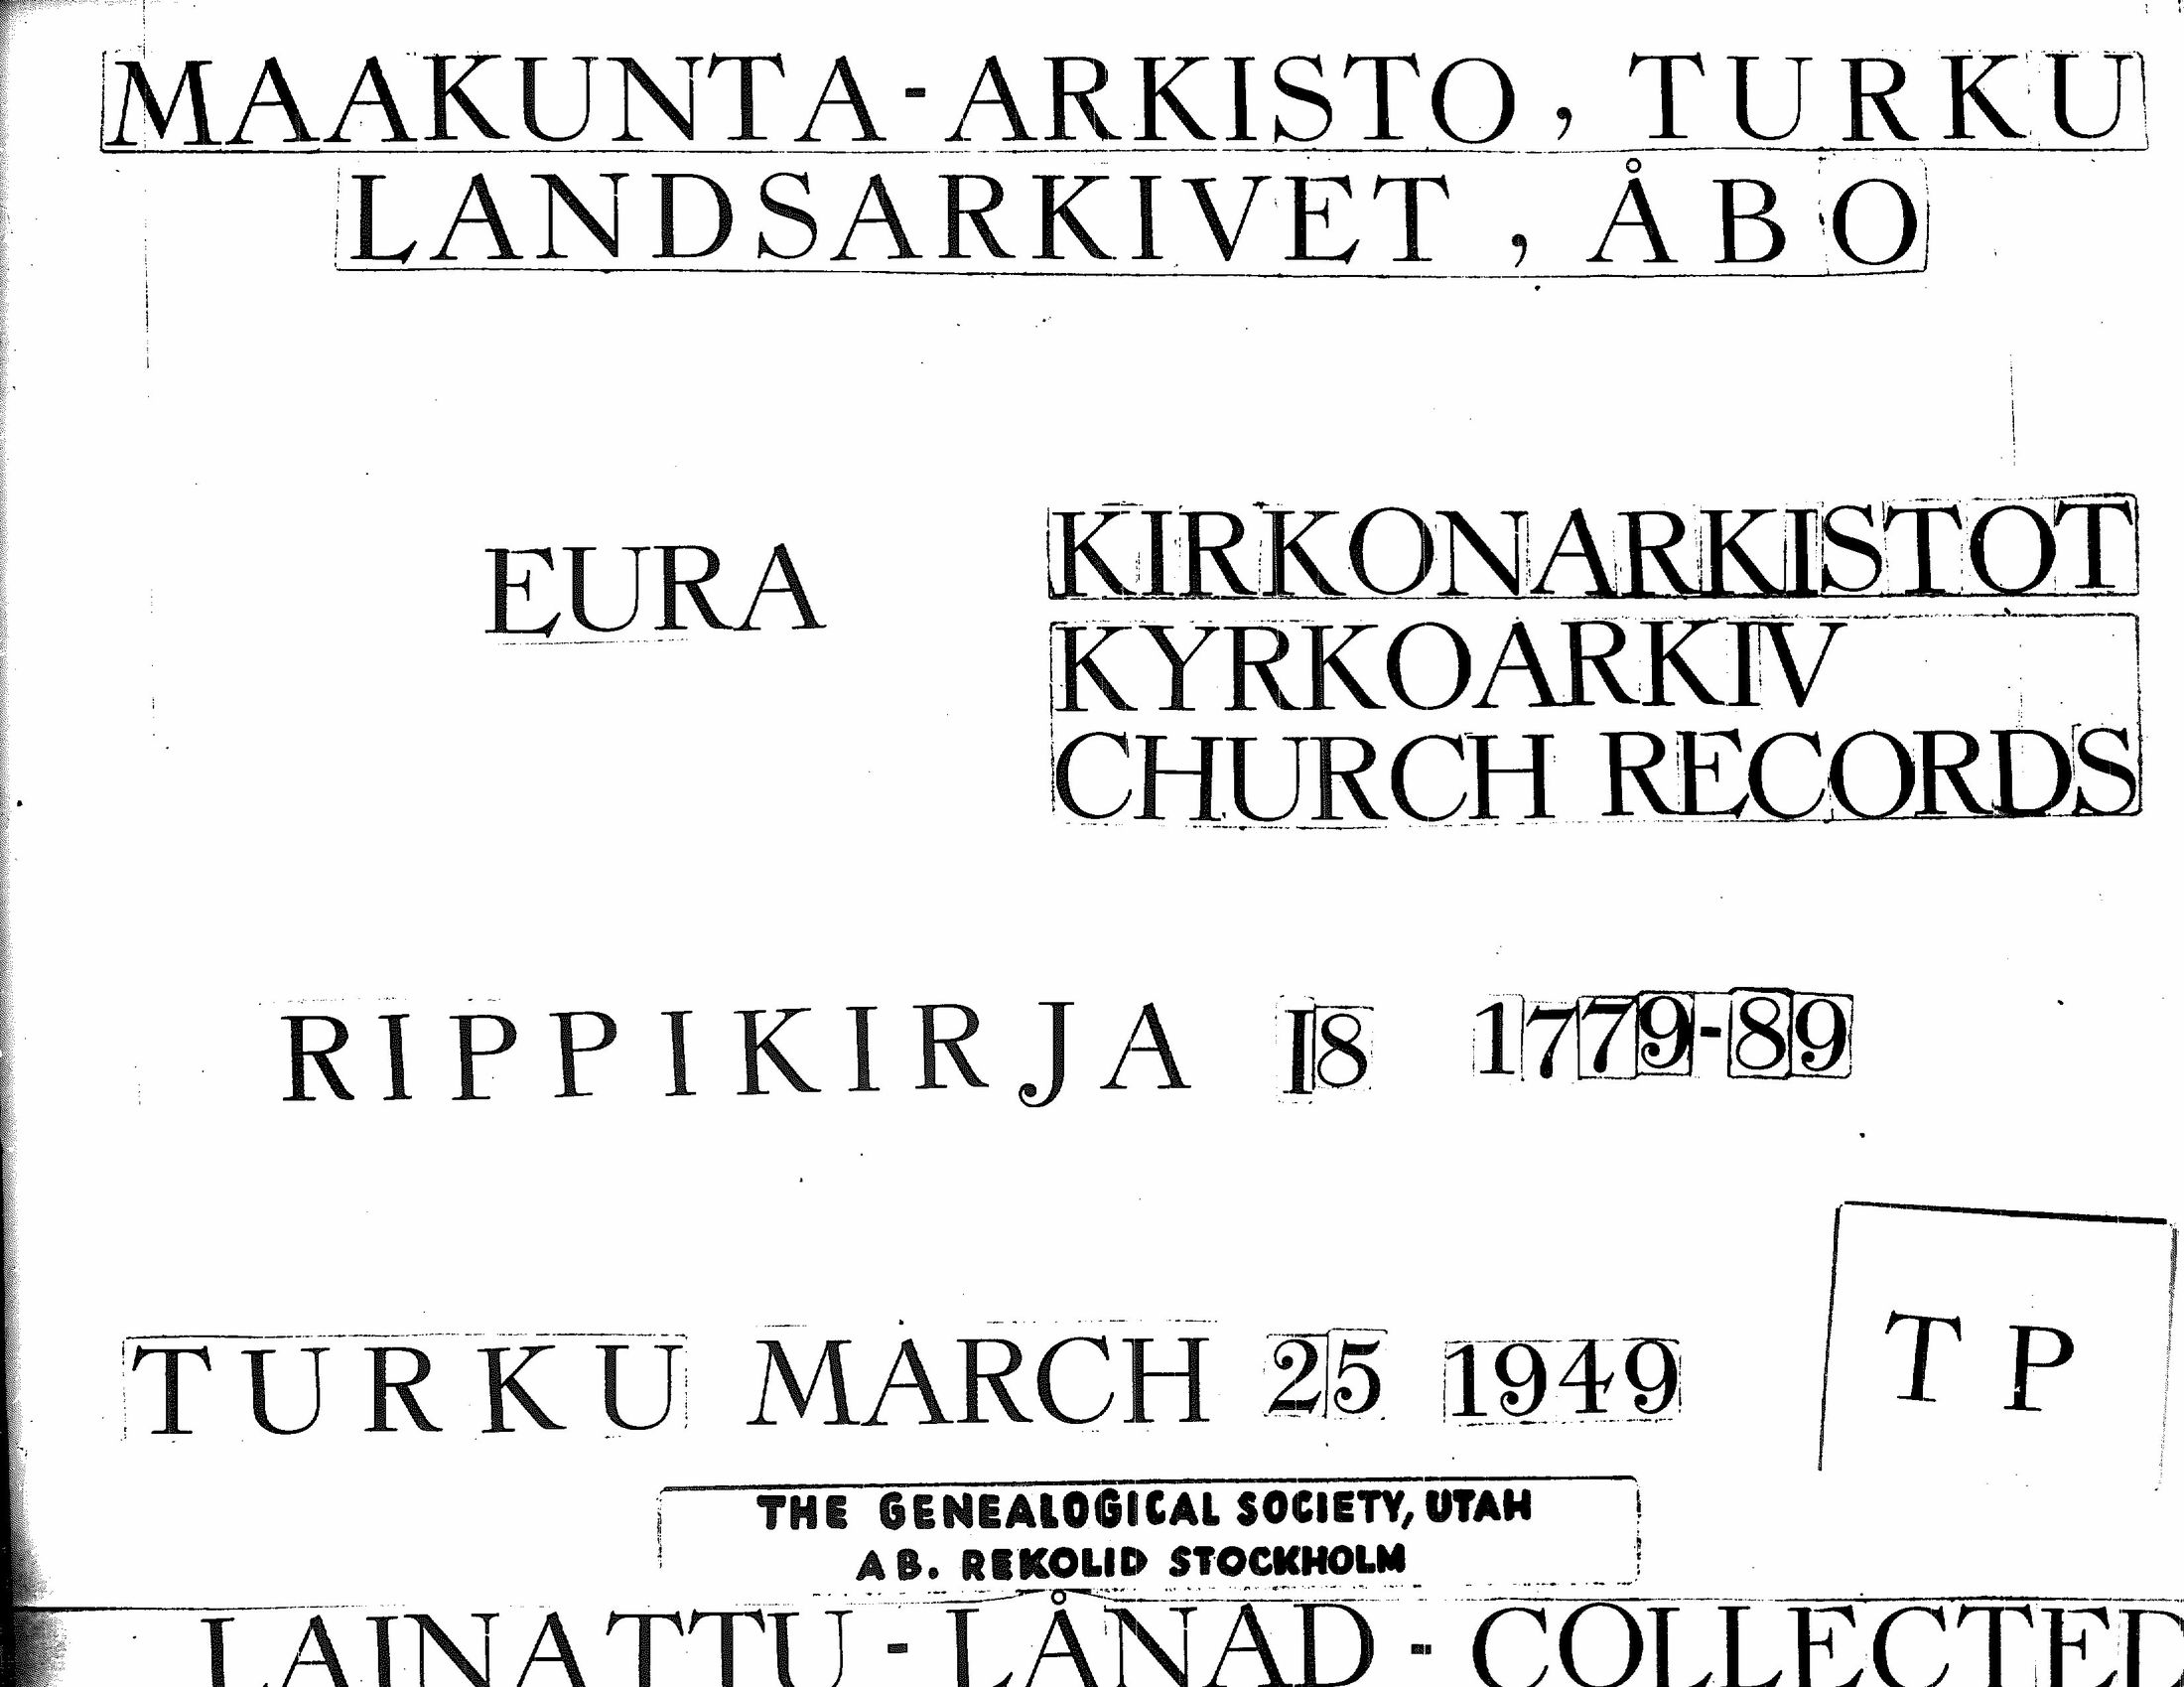 MAAKUNTA-ARKISTO, TURKU
LANDSARKIVET, ÅBO
EURA
KIRKONARKISTOT
KYRKOARKIV
CHURCH RECORDS
RIPPIKIRJA I8 1779-89
TURKU MARCH 25 1949
T P
THE GENEALOGICAL SOCIETY, UTAH
AB. REKOLID STOCKHOLM
LAINATTU - LÅNAD - COLLECTED